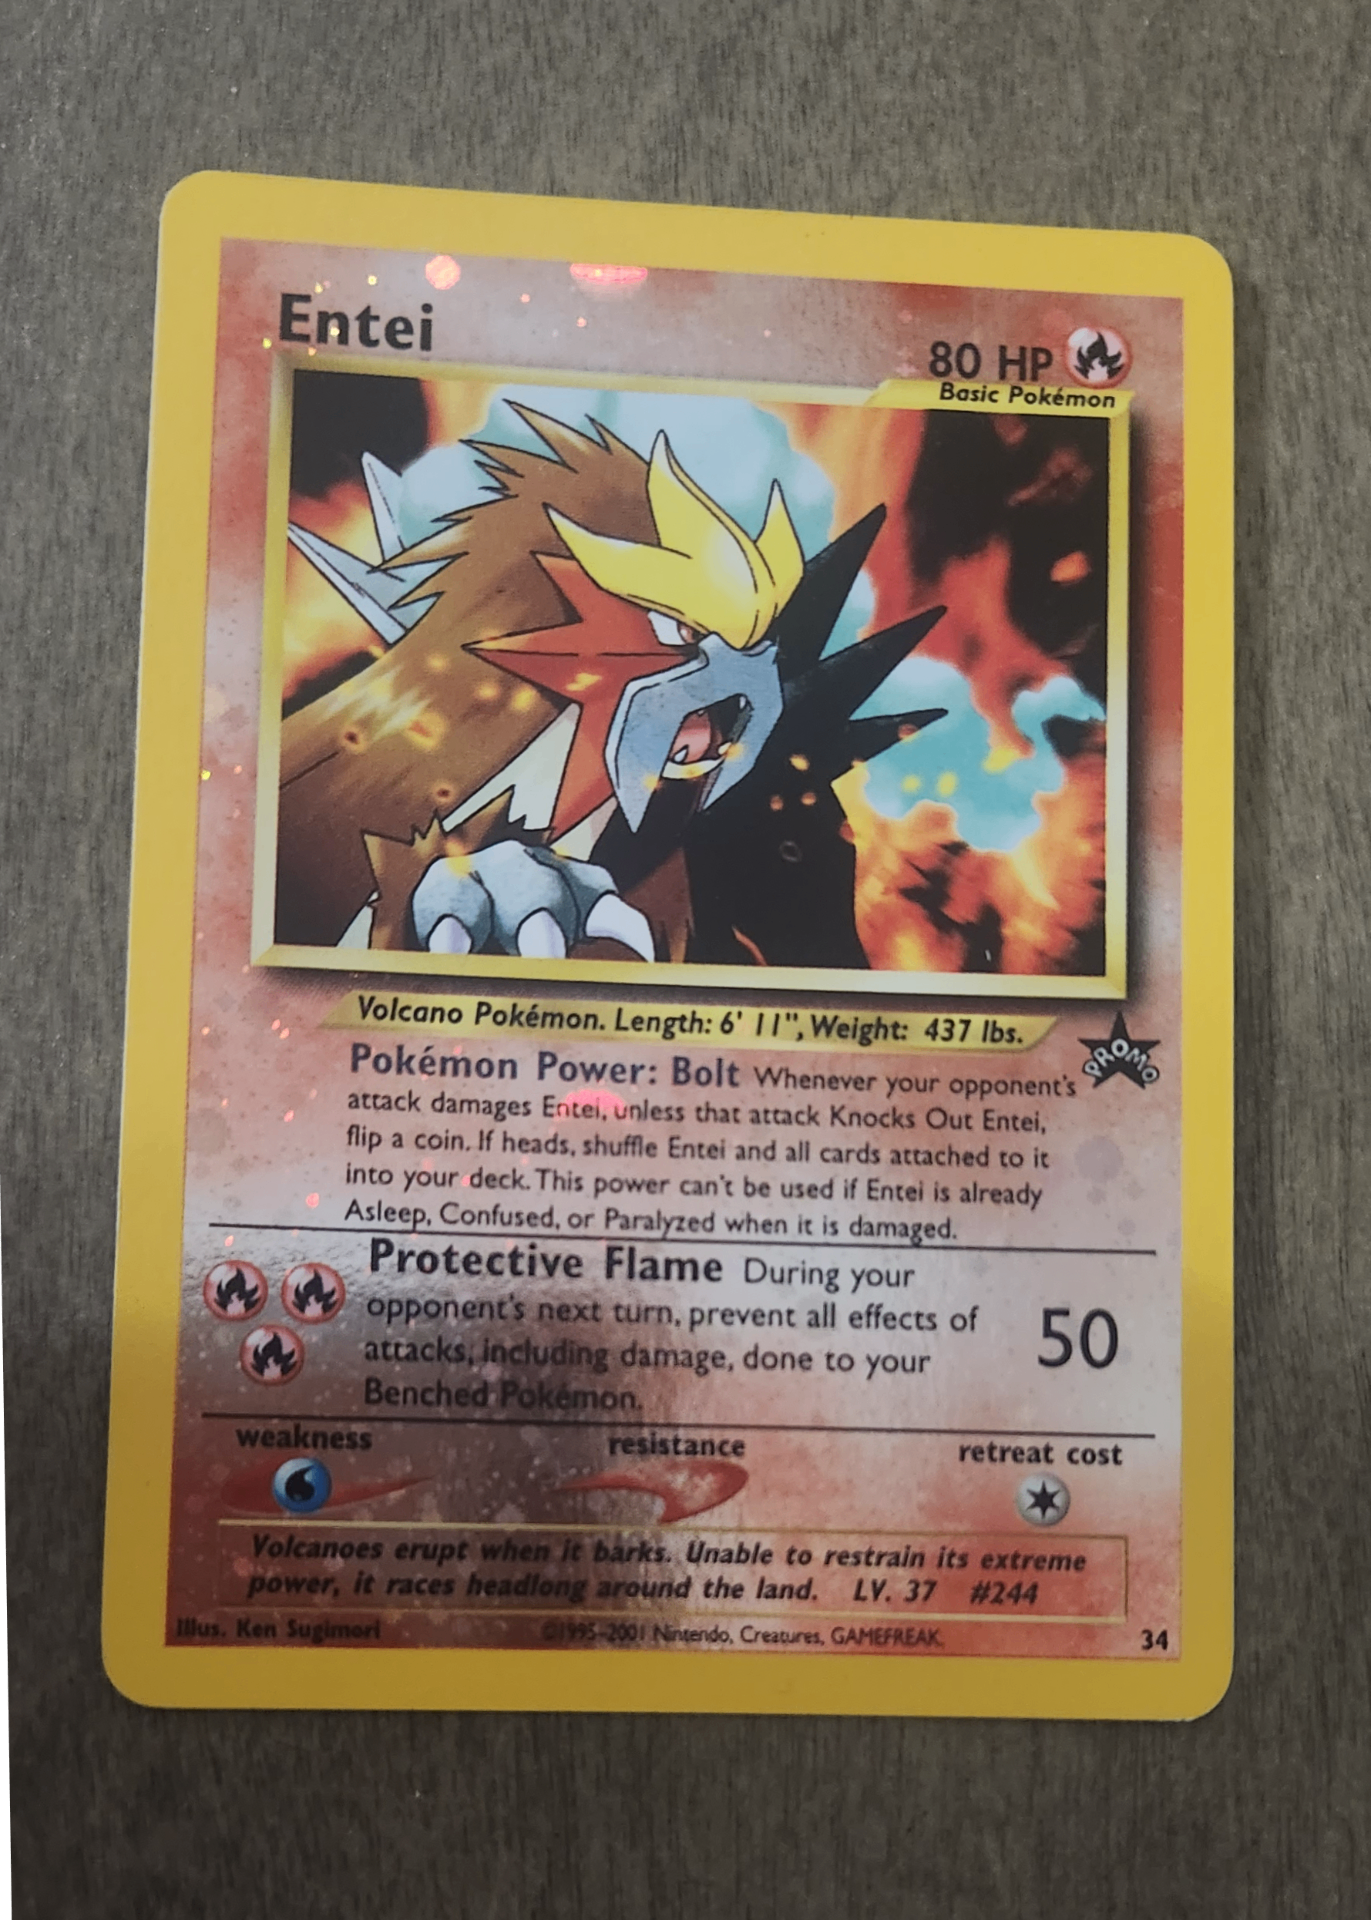 Entei
80 HP
Basic Pokémon
Volcano Pokémon. Length: 6' 11", Weight: 437 lbs.
PROMO
Pokémon Power: Bolt Whenever your opponent's
attack damages Entei, unless that attack Knocks Out Entei,
flip a coin. If heads, shuffle Entei and all cards attached to it
into your deck. This power can't be used if Entei is already
Asleep, Confused, or Paralyzed when it is damaged.
Protective Flame During your
opponent's next turn, prevent all effects of
attacks, including damage, done to your
Benched Pokémon.
50
weakness resistance retreat cost
Volcanoes erupt when it barks. Unable to restrain its extreme
power, it races headlong around the land. LV. 37 #244
Illus. Ken Sugimori ©1995-2001 Nintendo, Creatures, GAMEFREAK. 34